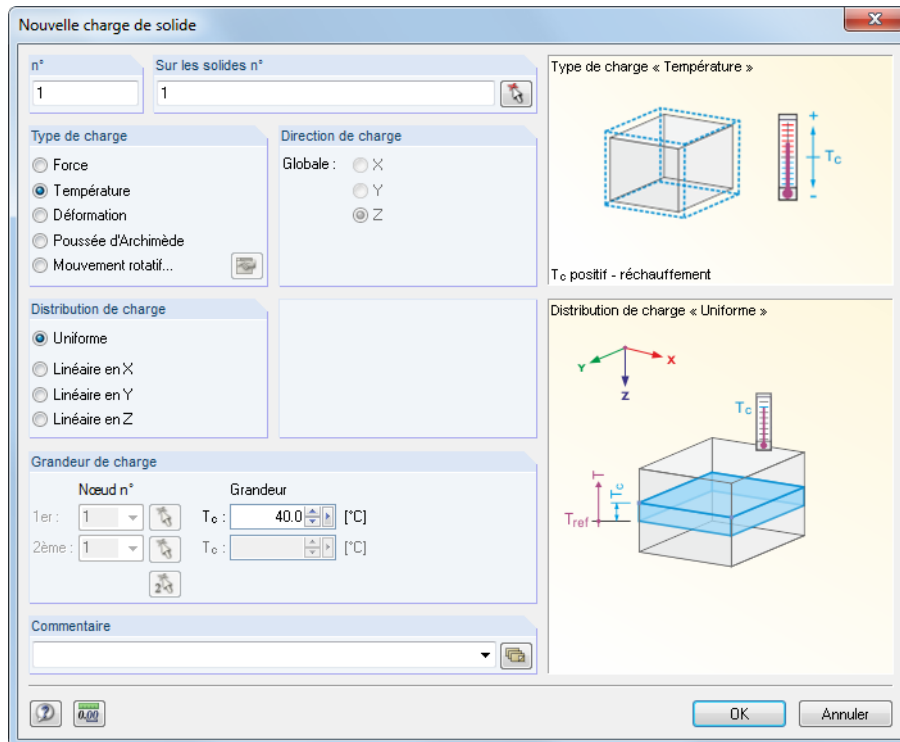 Nouvelle charge de solide
n°
1
Sur les solides n°
1
Type de charge
Force
Température
Déformation
Poussée d'Archimède
Mouvement rotatif...
Direction de charge
Globale :
X
Y
Z
Distribution de charge
Uniforme
Linéaire en X
Linéaire en Y
Linéaire en Z
Grandeur de charge
Nœud n°
Grandeur
1er : 1 Tc : 40.0 [°C]
2ème : 1 Tc : [°C]
2
Commentaire
Type de charge « Température »
+
Tc
-
Tc positif - réchauffement
Distribution de charge « Uniforme »
Y
X
Z
Tc
T
Tc
Tref
0.00
OK
Annuler